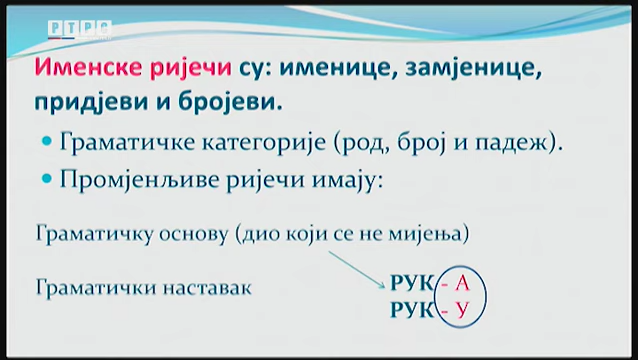 РТРС
Именске ријечи су: именице, замјенице,
придјеви и бројеви.
Граматичке категорије (род, број и падеж).
Промјенљиве ријечи имају:
Граматичку основу (дио који се не мијења)
Граматички наставак
РУК - А
РУК - У